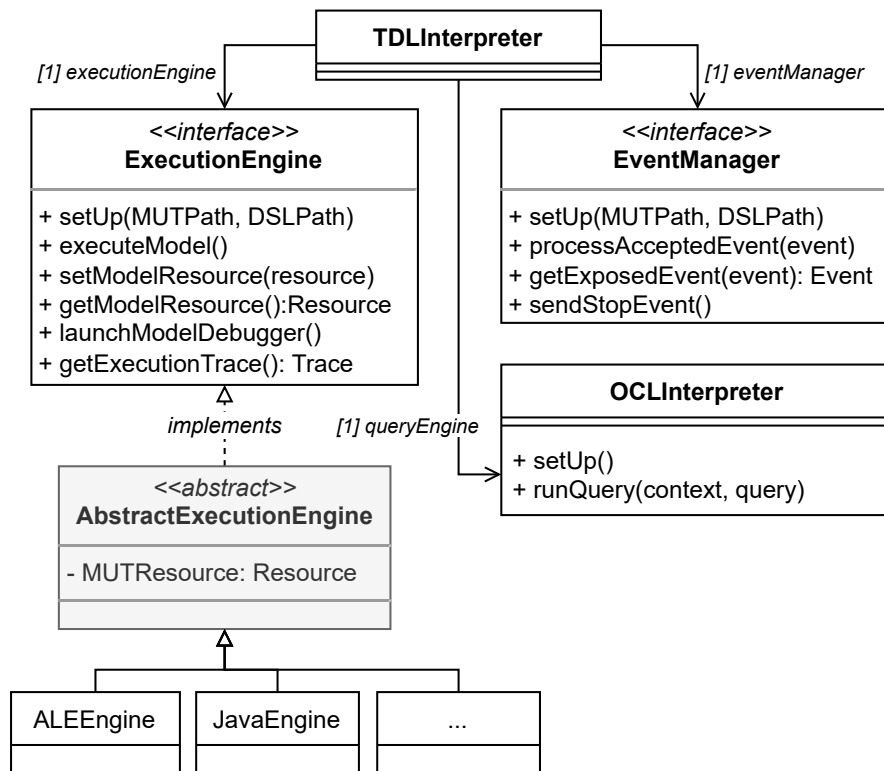 TDLInterpreter
[1] executionEngine
[1] eventManager
<<interface>>
ExecutionEngine
+ setUp(MUTPath, DSLPath)
+ executeModel()
+ setModelResource(resource)
+ getModelResource():Resource
+ launchModelDebugger()
+ getExecutionTrace(): Trace
<<interface>>
EventManager
+ setUp(MUTPath, DSLPath)
+ processAcceptedEvent(event)
+ getExposedEvent(event): Event
+ sendStopEvent()
implements
[1] queryEngine
OCLInterpreter
+ setUp()
+ runQuery(context, query)
<<abstract>>
AbstractExecutionEngine
- MUTResource: Resource
ALEEngine
JavaEngine
...